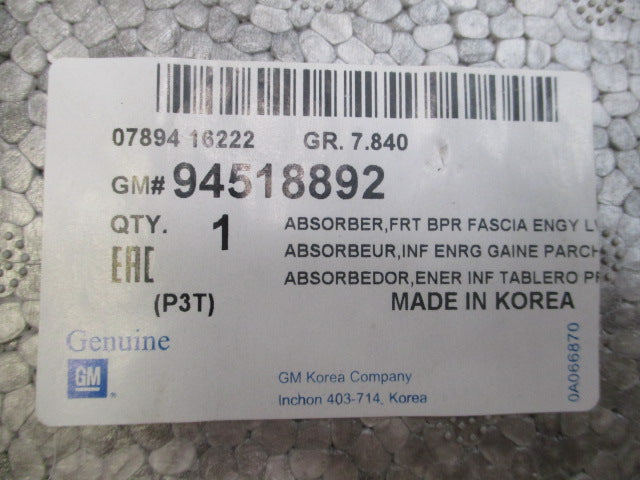 07894 16222 GR. 7.840
GM# 94518892
QTY. 1
ABSORBER,FRT BPR FASCIA ENGY
ABSORBEUR,INF ENRG GAINE PARCH
EAC
ABSORBEDOR,ENER INF TABLERO
(P3T) MADE IN KOREA
Genuine
GM
GM Korea Company
Inchon 403-714, Korea
0A066870